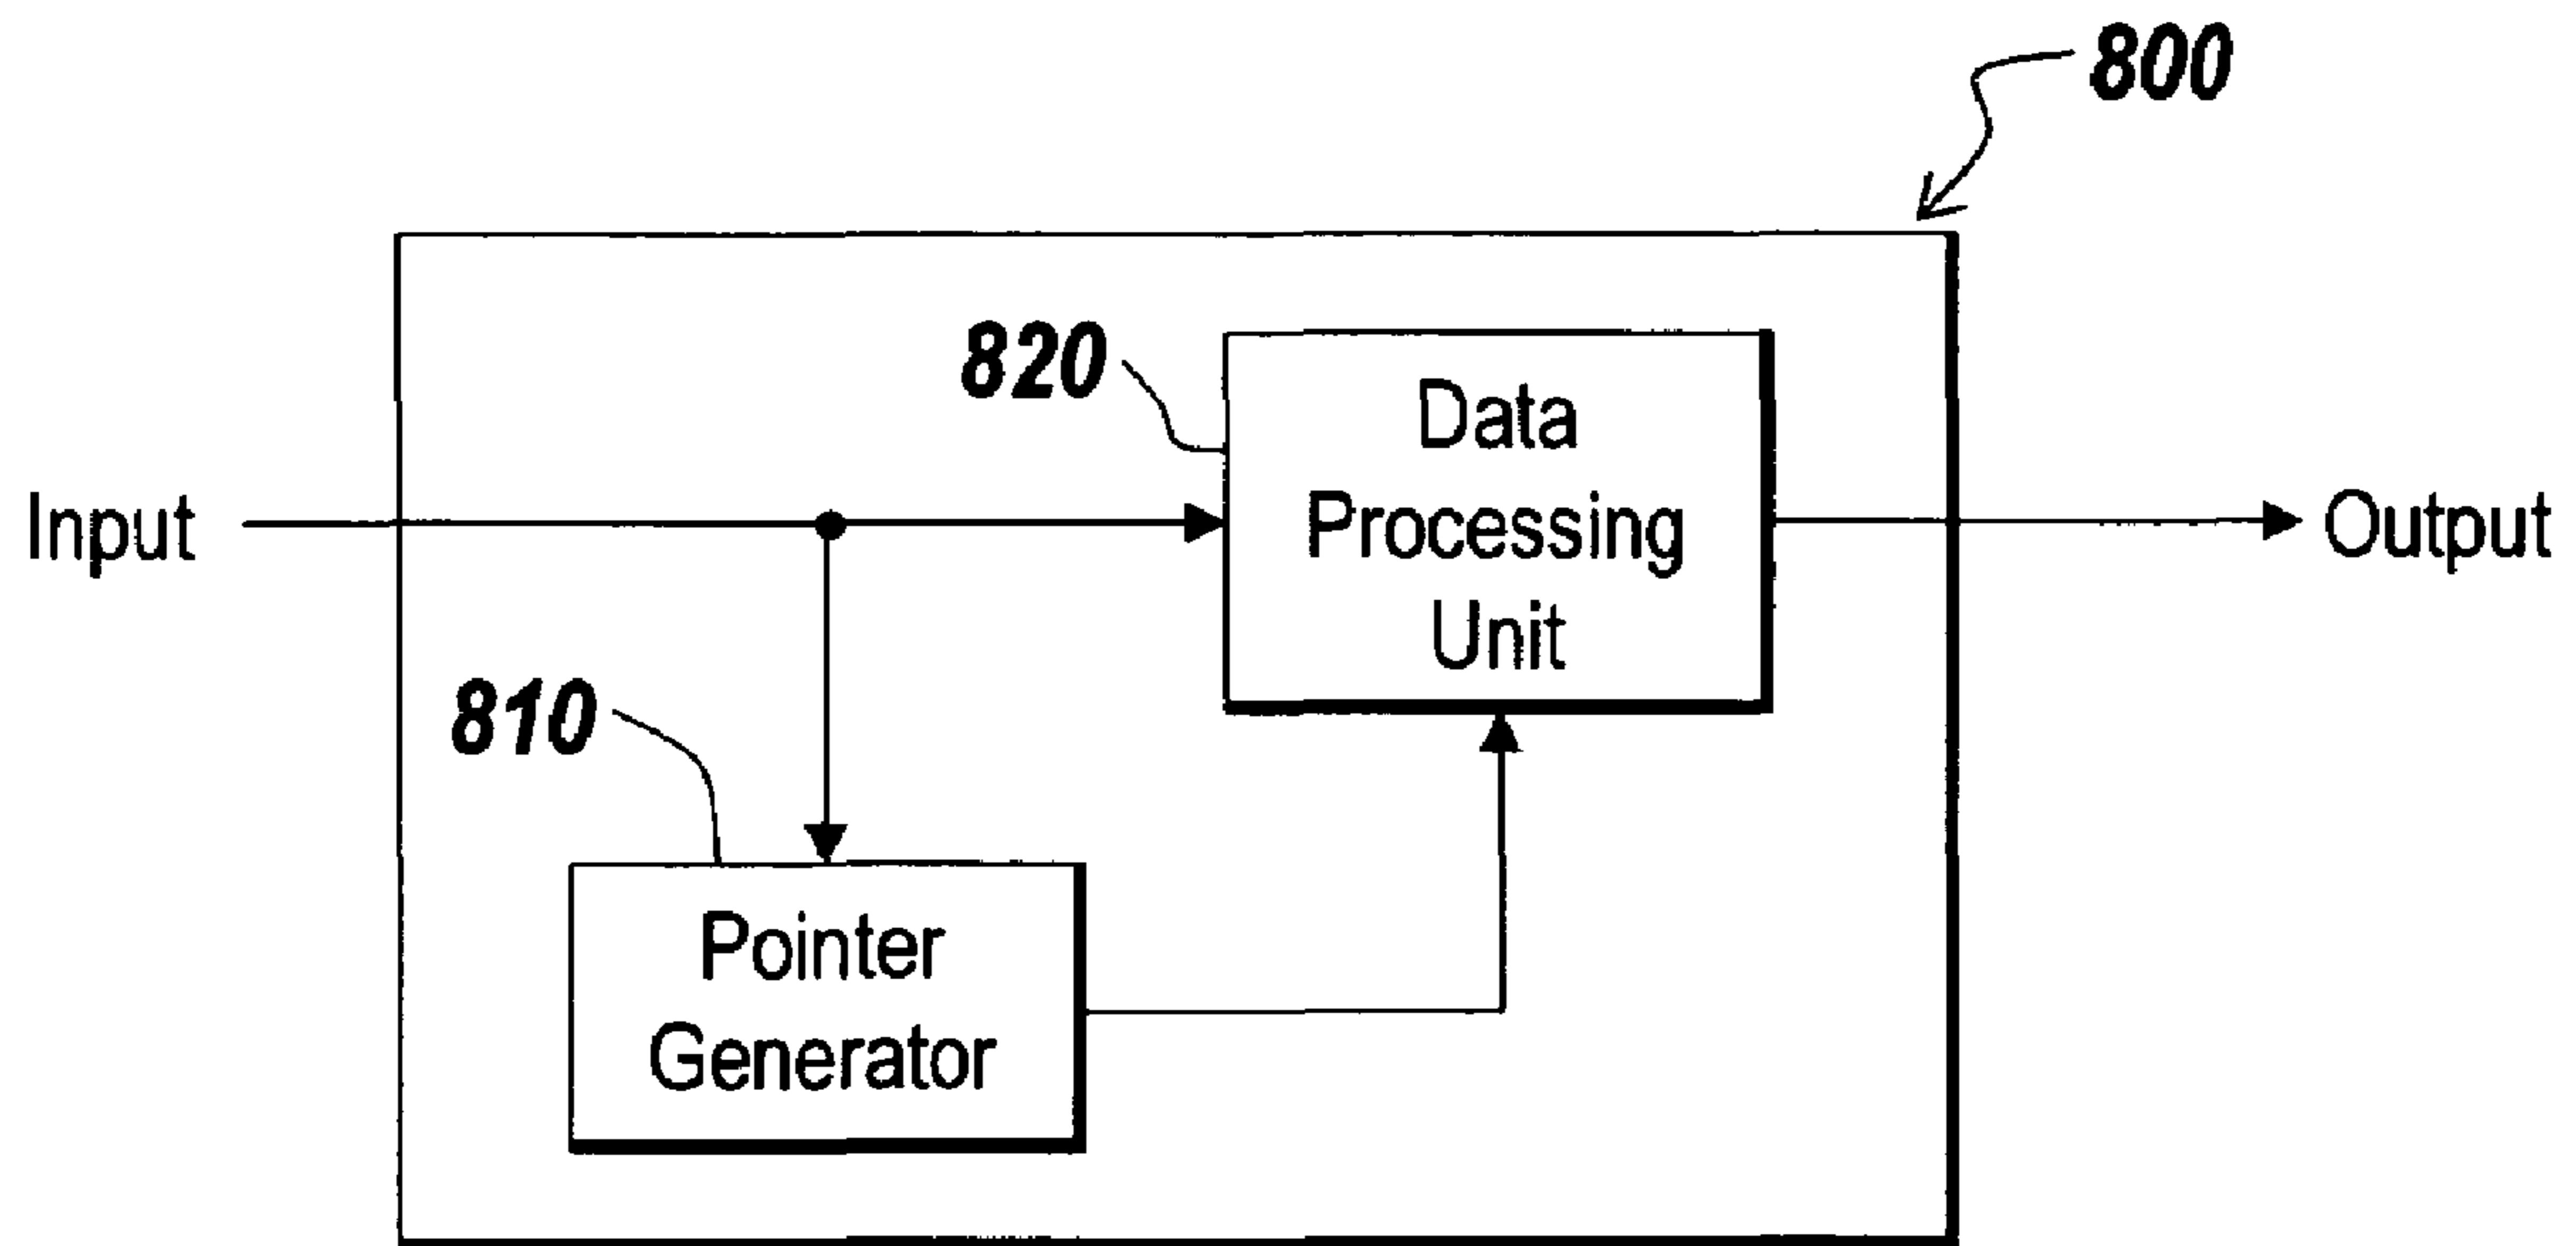 800
820
Data
Processing
Unit
Input
Output
810
Pointer
Generator